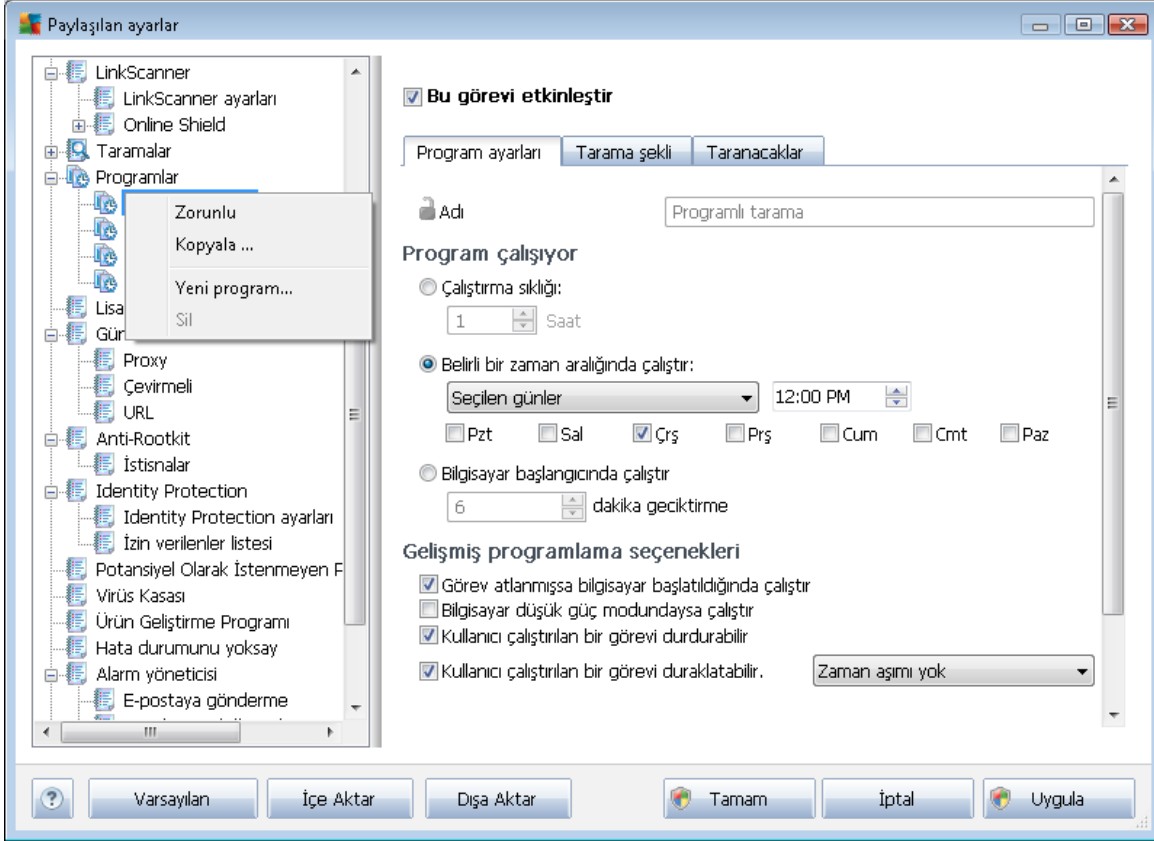 Paylaşılan ayarlar
LinkScanner
LinkScanner ayarları
Online Shield
Taramalar
Programlar
Zorunlu
Kopyala ...
Yeni program...
Sil
Proxy
Çevirmeli
URL
Anti-Rootkit
İstisnalar
Identity Protection
Identity Protection ayarları
İzin verilenler listesi
Potansiyel Olarak İstenmeyen
Virüs Kasası
Ürün Geliştirme Programı
Hata durumunu yoksay
Alarm yöneticisi
E-postaya gönderme
Bu görevi etkinleştir
Program ayarları Tarama şekli Taranacaklar
Adı Programlı tarama
Program çalışıyor
Çalıştırma sıklığı:
1 Saat
Belirli bir zaman aralığında çalıştır:
Seçilen günler 12:00 PM
Pzt Sal Çrş Prş Cum Cmt Paz
Bilgisayar başlangıcında çalıştır
6 dakika geciktirme
Gelişmiş programlama seçenekleri
Görev atlanmışsa bilgisayar başlatıldığında çalıştır
Bilgisayar düşük güç modundaysa çalıştır
Kullanıcı çalıştırılan bir görevi durdurabilir
Kullanıcı çalıştırılan bir görevi duraklatabilir. Zaman aşımı yok
? Varsayılan İçe Aktar Dışa Aktar Tamam İptal Uygula